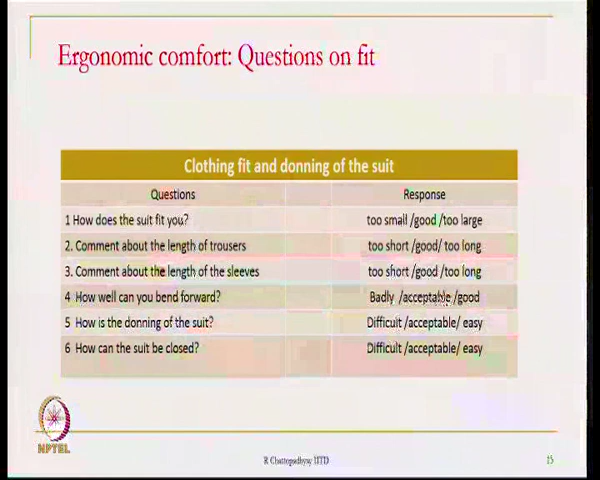 Ergonomic comfort: Questions on fit
Clothing fit and donning of the suit
Questions Response
1 How does the suit fit you? too small /good /too large
2. Comment about the length of trousers too short /good/ too long
3. Comment about the length of the sleeves too short /good /too long
4 How well can you bend forward? Badly /acceptable /good
5 How is the donning of the suit? Difficult /acceptable/ easy
6 How can the suit be closed? Difficult /acceptable/ easy
NPTEL
R Chattopadhyay IITD 15